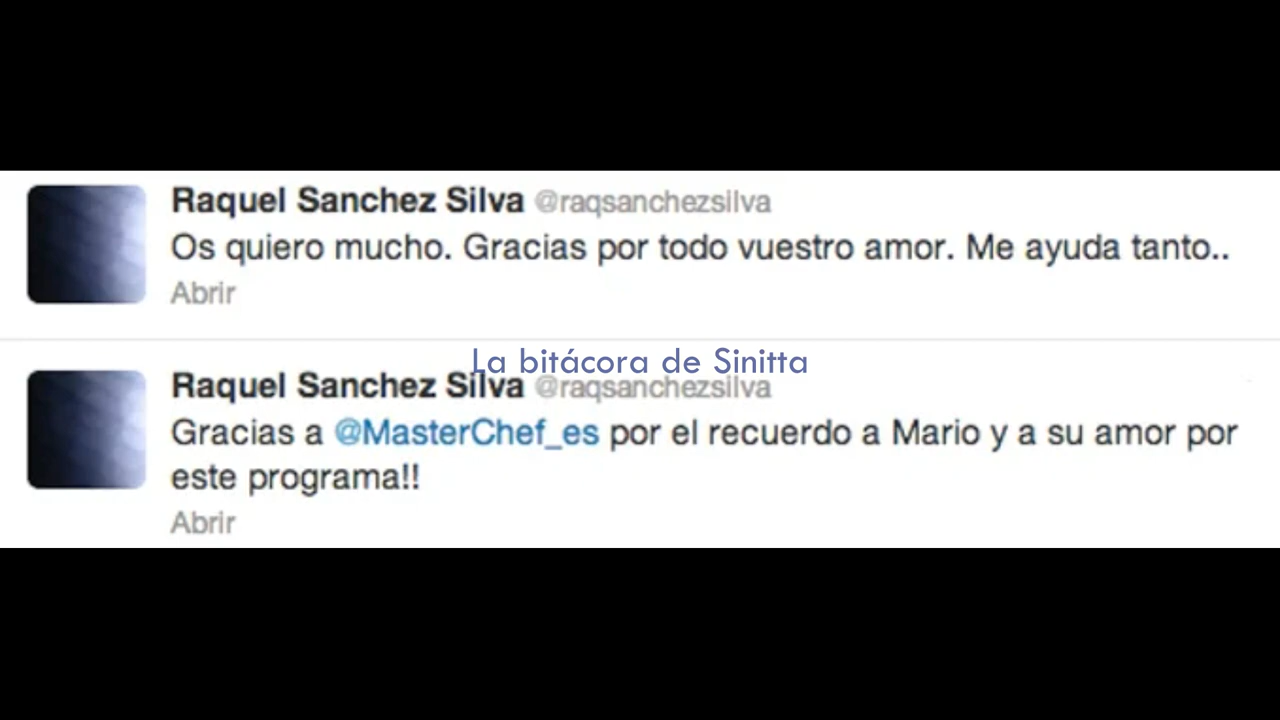 Raquel Sanchez Silva @raqsanchezsilva
Os quiero mucho. Gracias por todo vuestro amor. Me ayuda tanto..
Abrir
La bitácora de Sinitta
Raquel Sanchez Silva @raqsanchezsilva
Gracias a @MasterChef_es por el recuerdo a Mario y a su amor por
este programa!!
Abrir